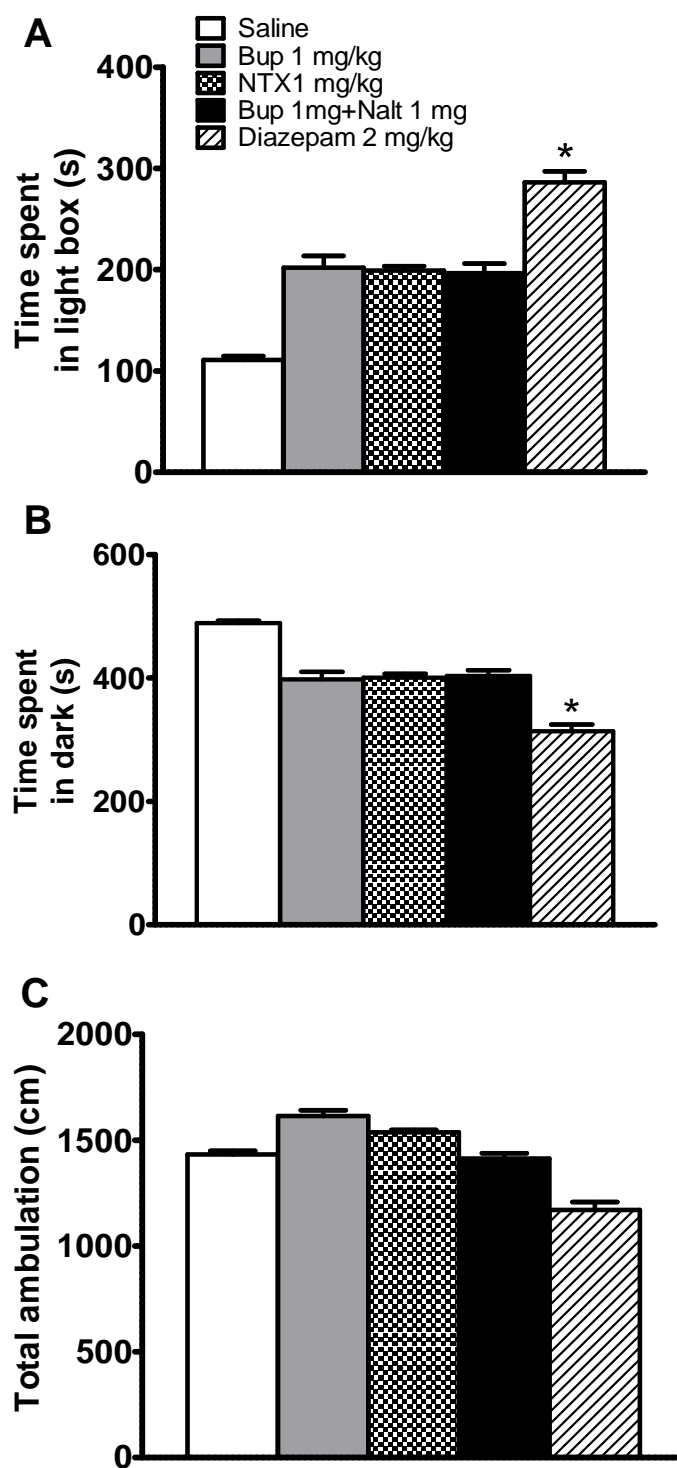 A
Saline
Bup 1 mg/kg
NTX1 mg/kg
Bup 1mg+Nalt 1 mg
Diazepam 2 mg/kg
400
300
200
100
0
Time spent
in light box (s)
*
B
600
400
200
0
Time spent
in dark (s)
*
C
2000
1500
1000
500
0
Total ambulation (cm)